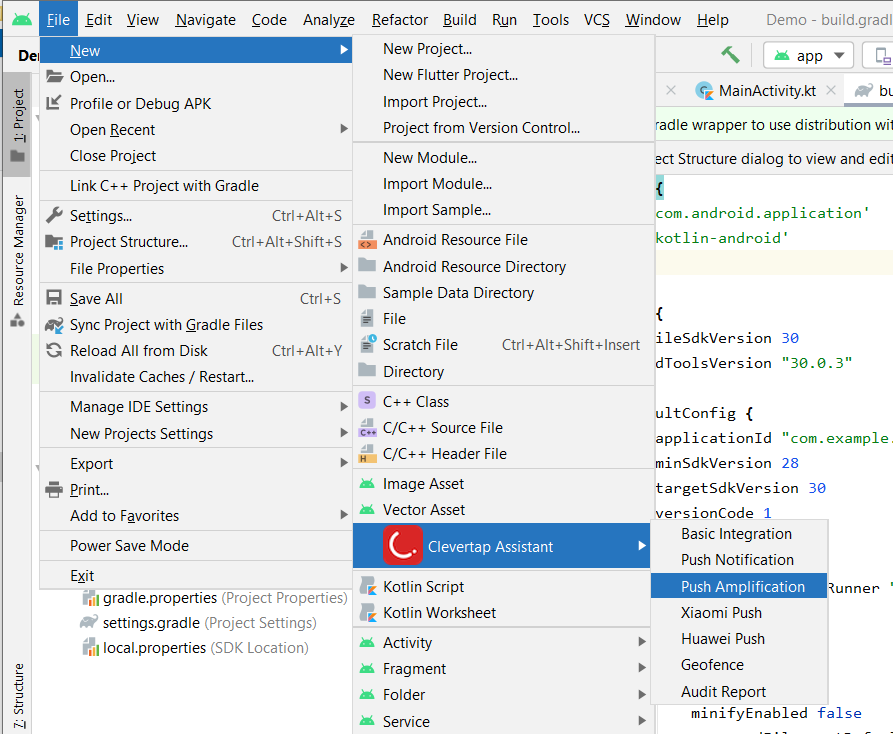 File Edit View Navigate Code Analyze Refactor Build Run Tools VCS Window Help Demo - build.gradl
De
app
MainActivity.kt
bu
1: Project
Resource Manager
7: Structure
New
Open...
Profile or Debug APK
Open Recent
Close Project
Link C++ Project with Gradle
Settings... Ctrl+Alt+S
Project Structure... Ctrl+Alt+Shift+S
File Properties
Save All Ctrl+S
Sync Project with Gradle Files
Reload All from Disk Ctrl+Alt+Y
Invalidate Caches / Restart...
Manage IDE Settings
New Projects Settings
Export
Print...
Add to Favorites
Power Save Mode
Exit
gradle.properties (Project Properties)
settings.gradle (Project Settings)
local.properties (SDK Location)
New Project...
New Flutter Project...
Import Project...
Project from Version Control...
New Module...
Import Module...
Import Sample...
Android Resource File
Android Resource Directory
Sample Data Directory
File
Scratch File Ctrl+Alt+Shift+Insert
Directory
S C++ Class
C++ C/C++ Source File
H C/C++ Header File
Image Asset
Vector Asset
Clevertap Assistant
Kotlin Script
Kotlin Worksheet
Activity
Fragment
Folder
Service
Basic Integration
Push Notification
Push Amplification
Xiaomi Push
Huawei Push
Geofence
Audit Report
radle wrapper to use distribution wit
ect Structure dialog to view and edit
{
com.android.application'
kotlin-android'
{
ileSdkVersion 30
dToolsVersion "30.0.3"
ultConfig {
applicationId "com.example.
minSdkVersion 28
targetSdkVersion 30
versionCode 1
Runner "
minifyEnabled false